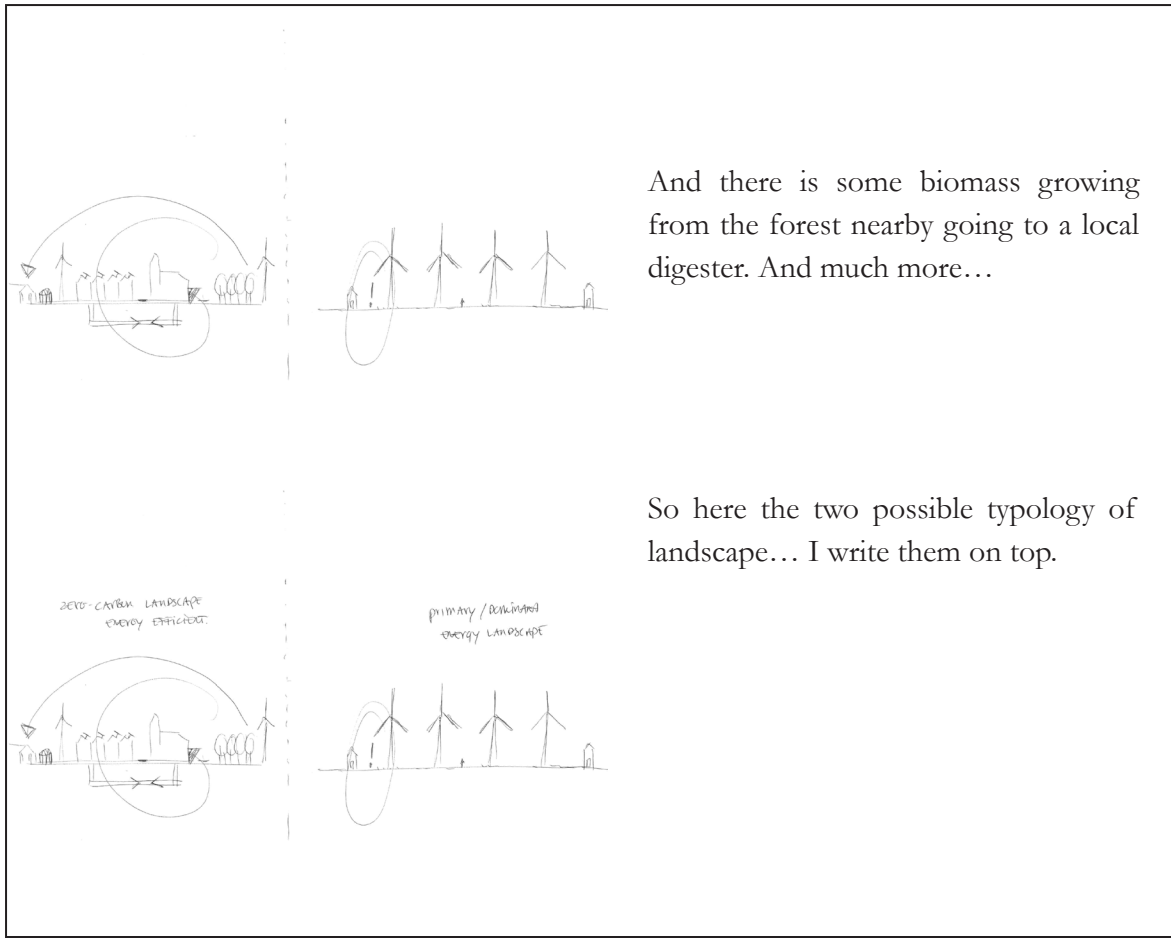 And there is some biomass growing
from the forest nearby going to a local
digester. And much more…
So here the two possible typology of
landscape… I write them on top.
ZERO-CARBON LANDSCAPE
ENERGY EFFICIENT.
primary / DOMINANT
ENERGY LANDSCAPE